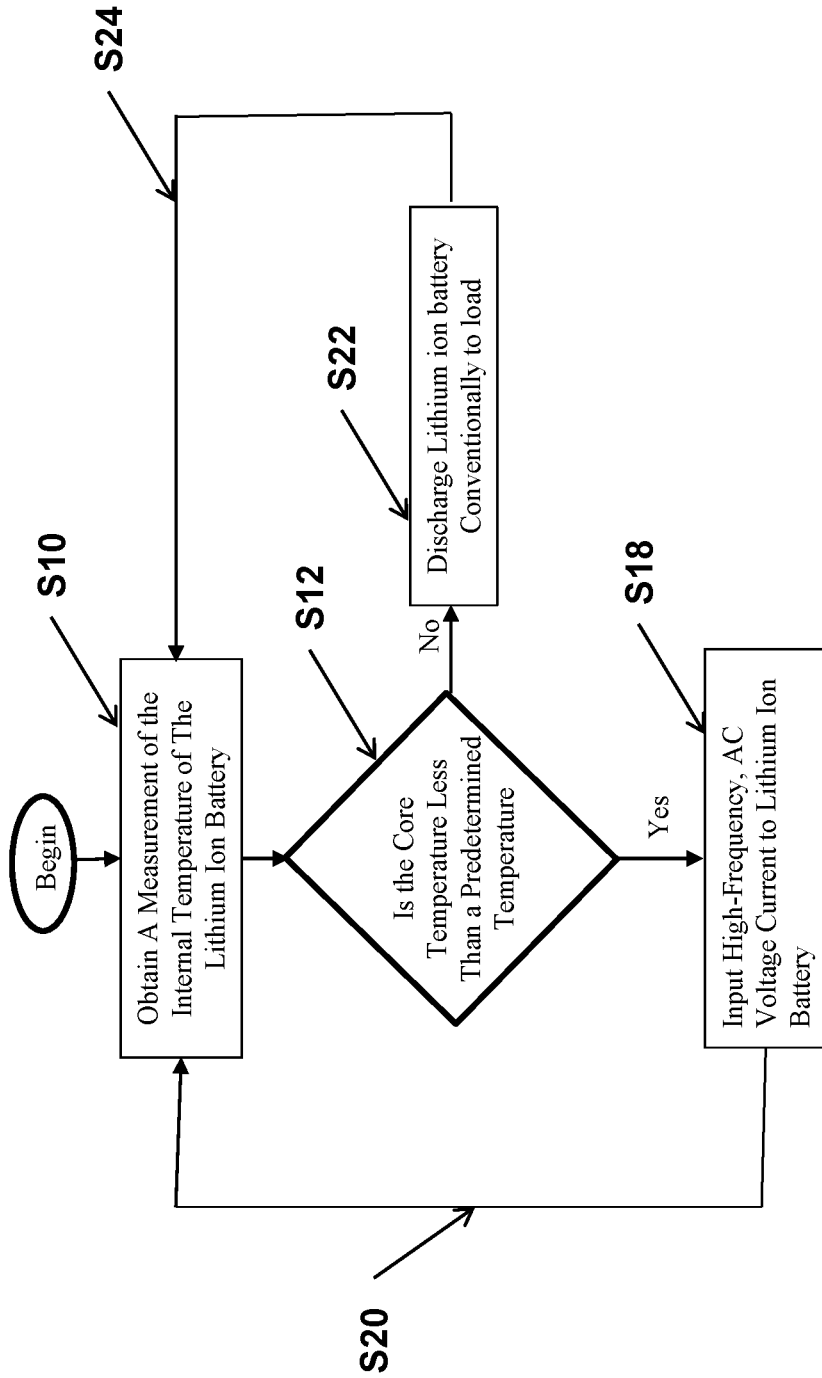 Begin
S10
Obtain A Measurement of the
Internal Temperature of The
Lithium Ion Battery
S24
S12
Is the Core
Temperature Less
Than a Predetermined
Temperature
No
S22
Discharge Lithium ion battery
Conventionally to load
Yes
S18
Input High-Frequency, AC
Voltage Current to Lithium Ion
Battery
S20